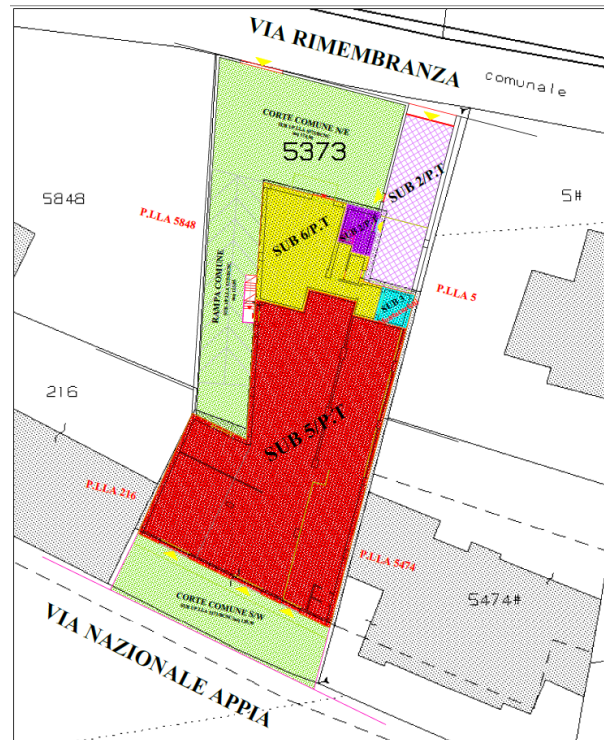 VIA RIMEMBRANZA
comunale
CORTE COMUNE N/E
5373
SUB 2/P.T
5848
P.LLA 5848
5#
SUB 6/P.T
RAMPA COMUNE
P.LLA 5
216
SUB 5/P.T
P.LLA 216
P.LLA 5474
5474#
CORTE COMUNE S/W
VIA NAZIONALE APPIA